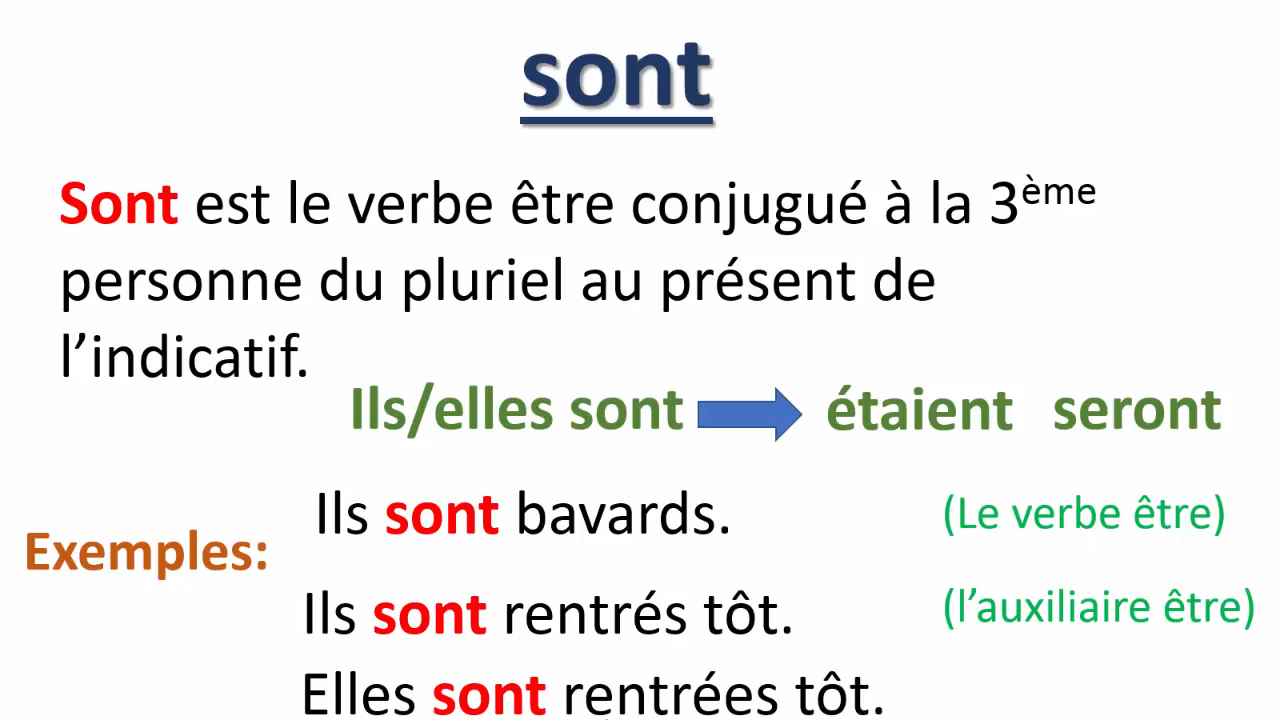 sont
Sont est le verbe être conjugué à la 3ème
personne du pluriel au présent de
l’indicatif.
Ils/elles sont étaient seront
Ils sont bavards. (Le verbe être)
Exemples:
Ils sont rentrés tôt. (l’auxiliaire être)
Elles sont rentrées tôt.